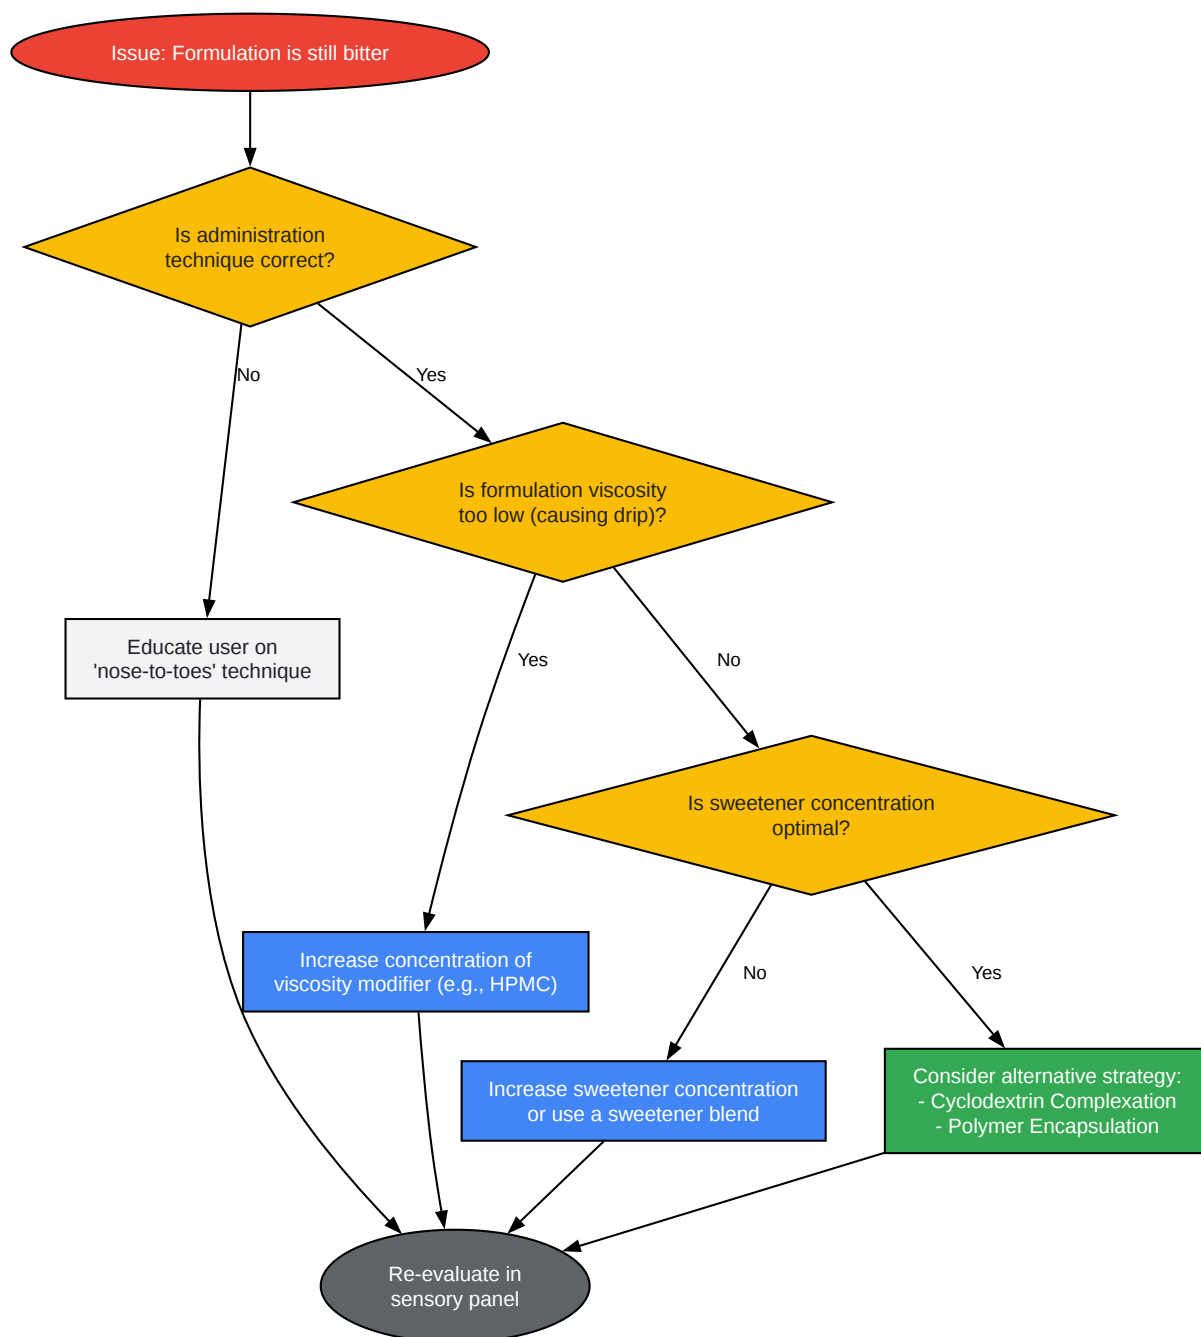 Issue: Formulation is still bitter
Is administration
technique correct?
No
Yes
Is formulation viscosity
too low (causing drip)?
Educate user on
'nose-to-toes' technique
Yes
No
Is sweetener concentration
optimal?
Increase concentration of
viscosity modifier (e.g., HPMC)
No
Yes
Increase sweetener concentration
or use a sweetener blend
Consider alternative strategy:
- Cyclodextrin Complexation
- Polymer Encapsulation
Re-evaluate in
sensory panel